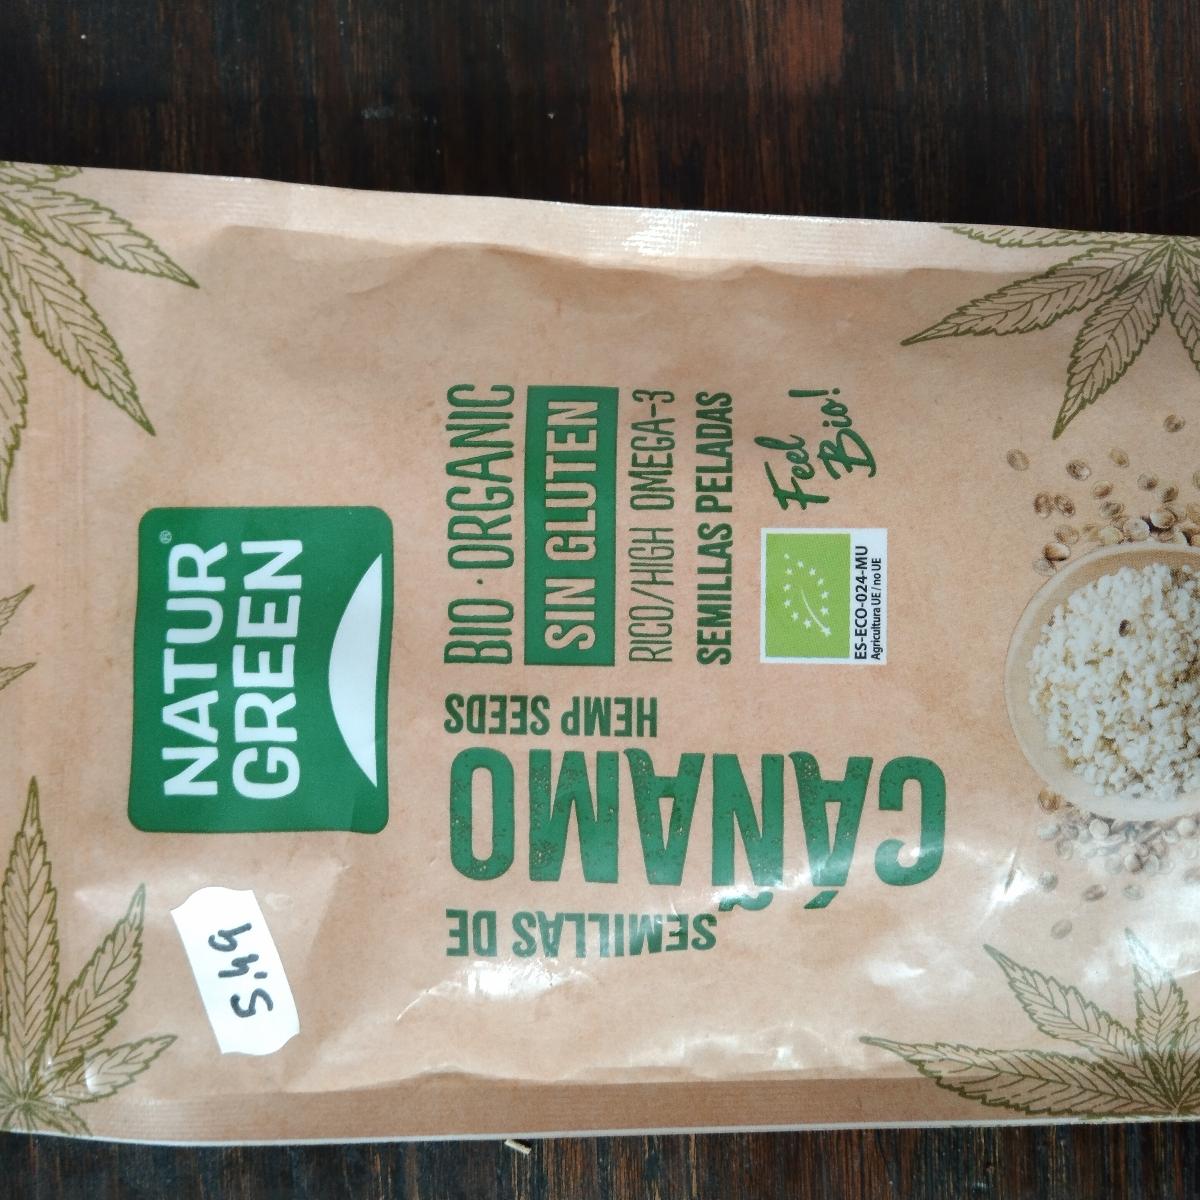 NATUR
GREEN®
5,49
SEMILLAS DE
CÁÑAMO
HEMP SEEDS
BIO · ORGANIC
SIN GLUTEN
RICO/HIGH OMEGA-3
SEMILLAS PELADAS
ES-ECO-024-MU
Agricultura UE / no UE
Feel
Bio!